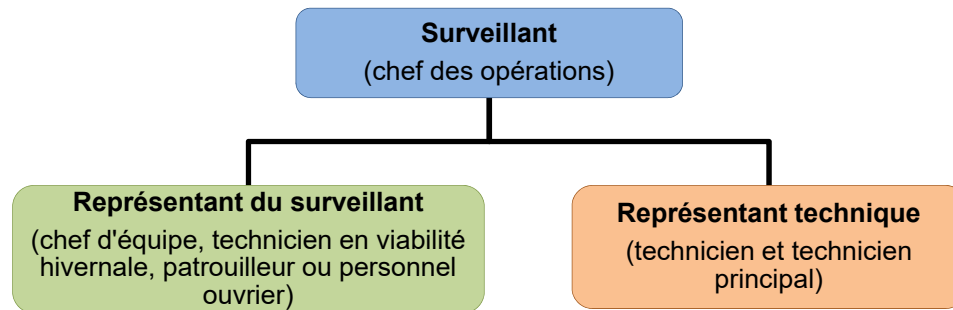 Surveillant
(chef des opérations)
Représentant du surveillant
(chef d'équipe, technicien en viabilité
hivernale, patrouilleur ou personnel
ouvrier)
Représentant technique
(technicien et technicien
principal)